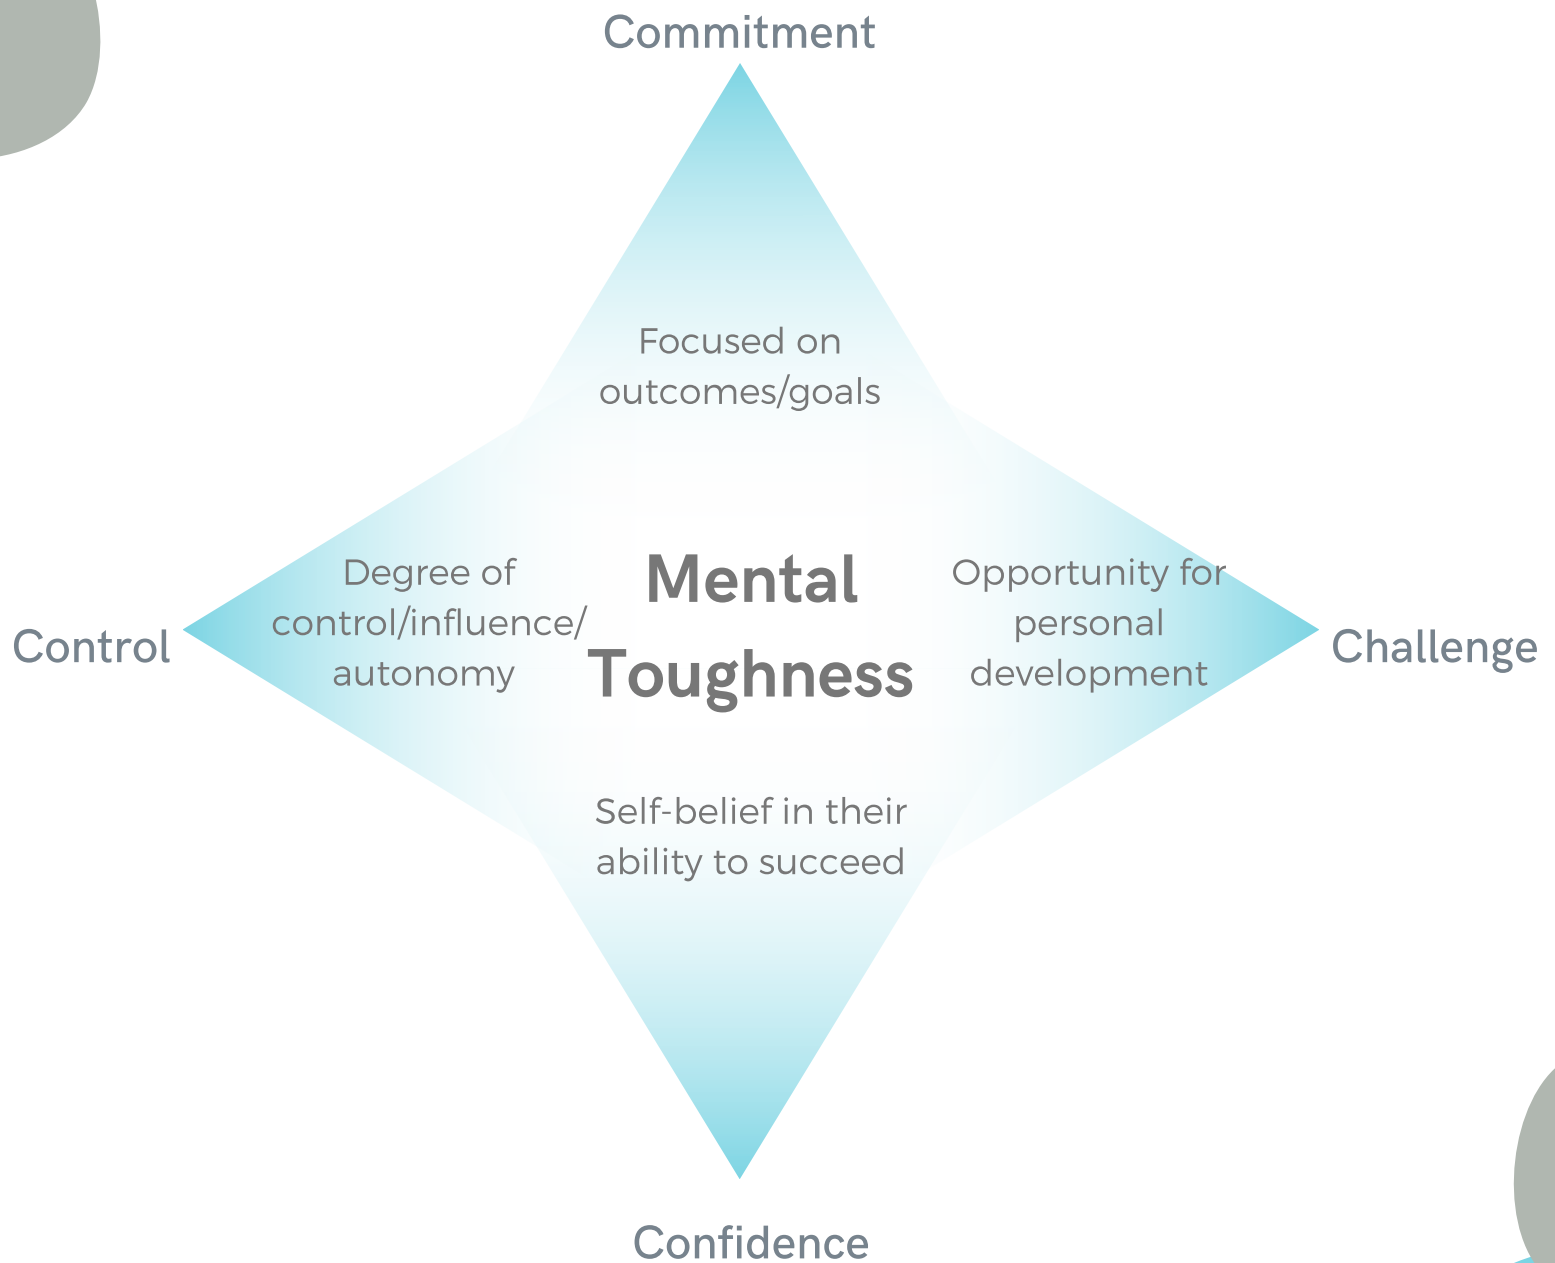 Commitment
Focused on
outcomes/goals
Control
Degree of
control/influence/
autonomy
Mental
Toughness
Opportunity for
personal
development
Challenge
Self-belief in their
ability to succeed
Confidence